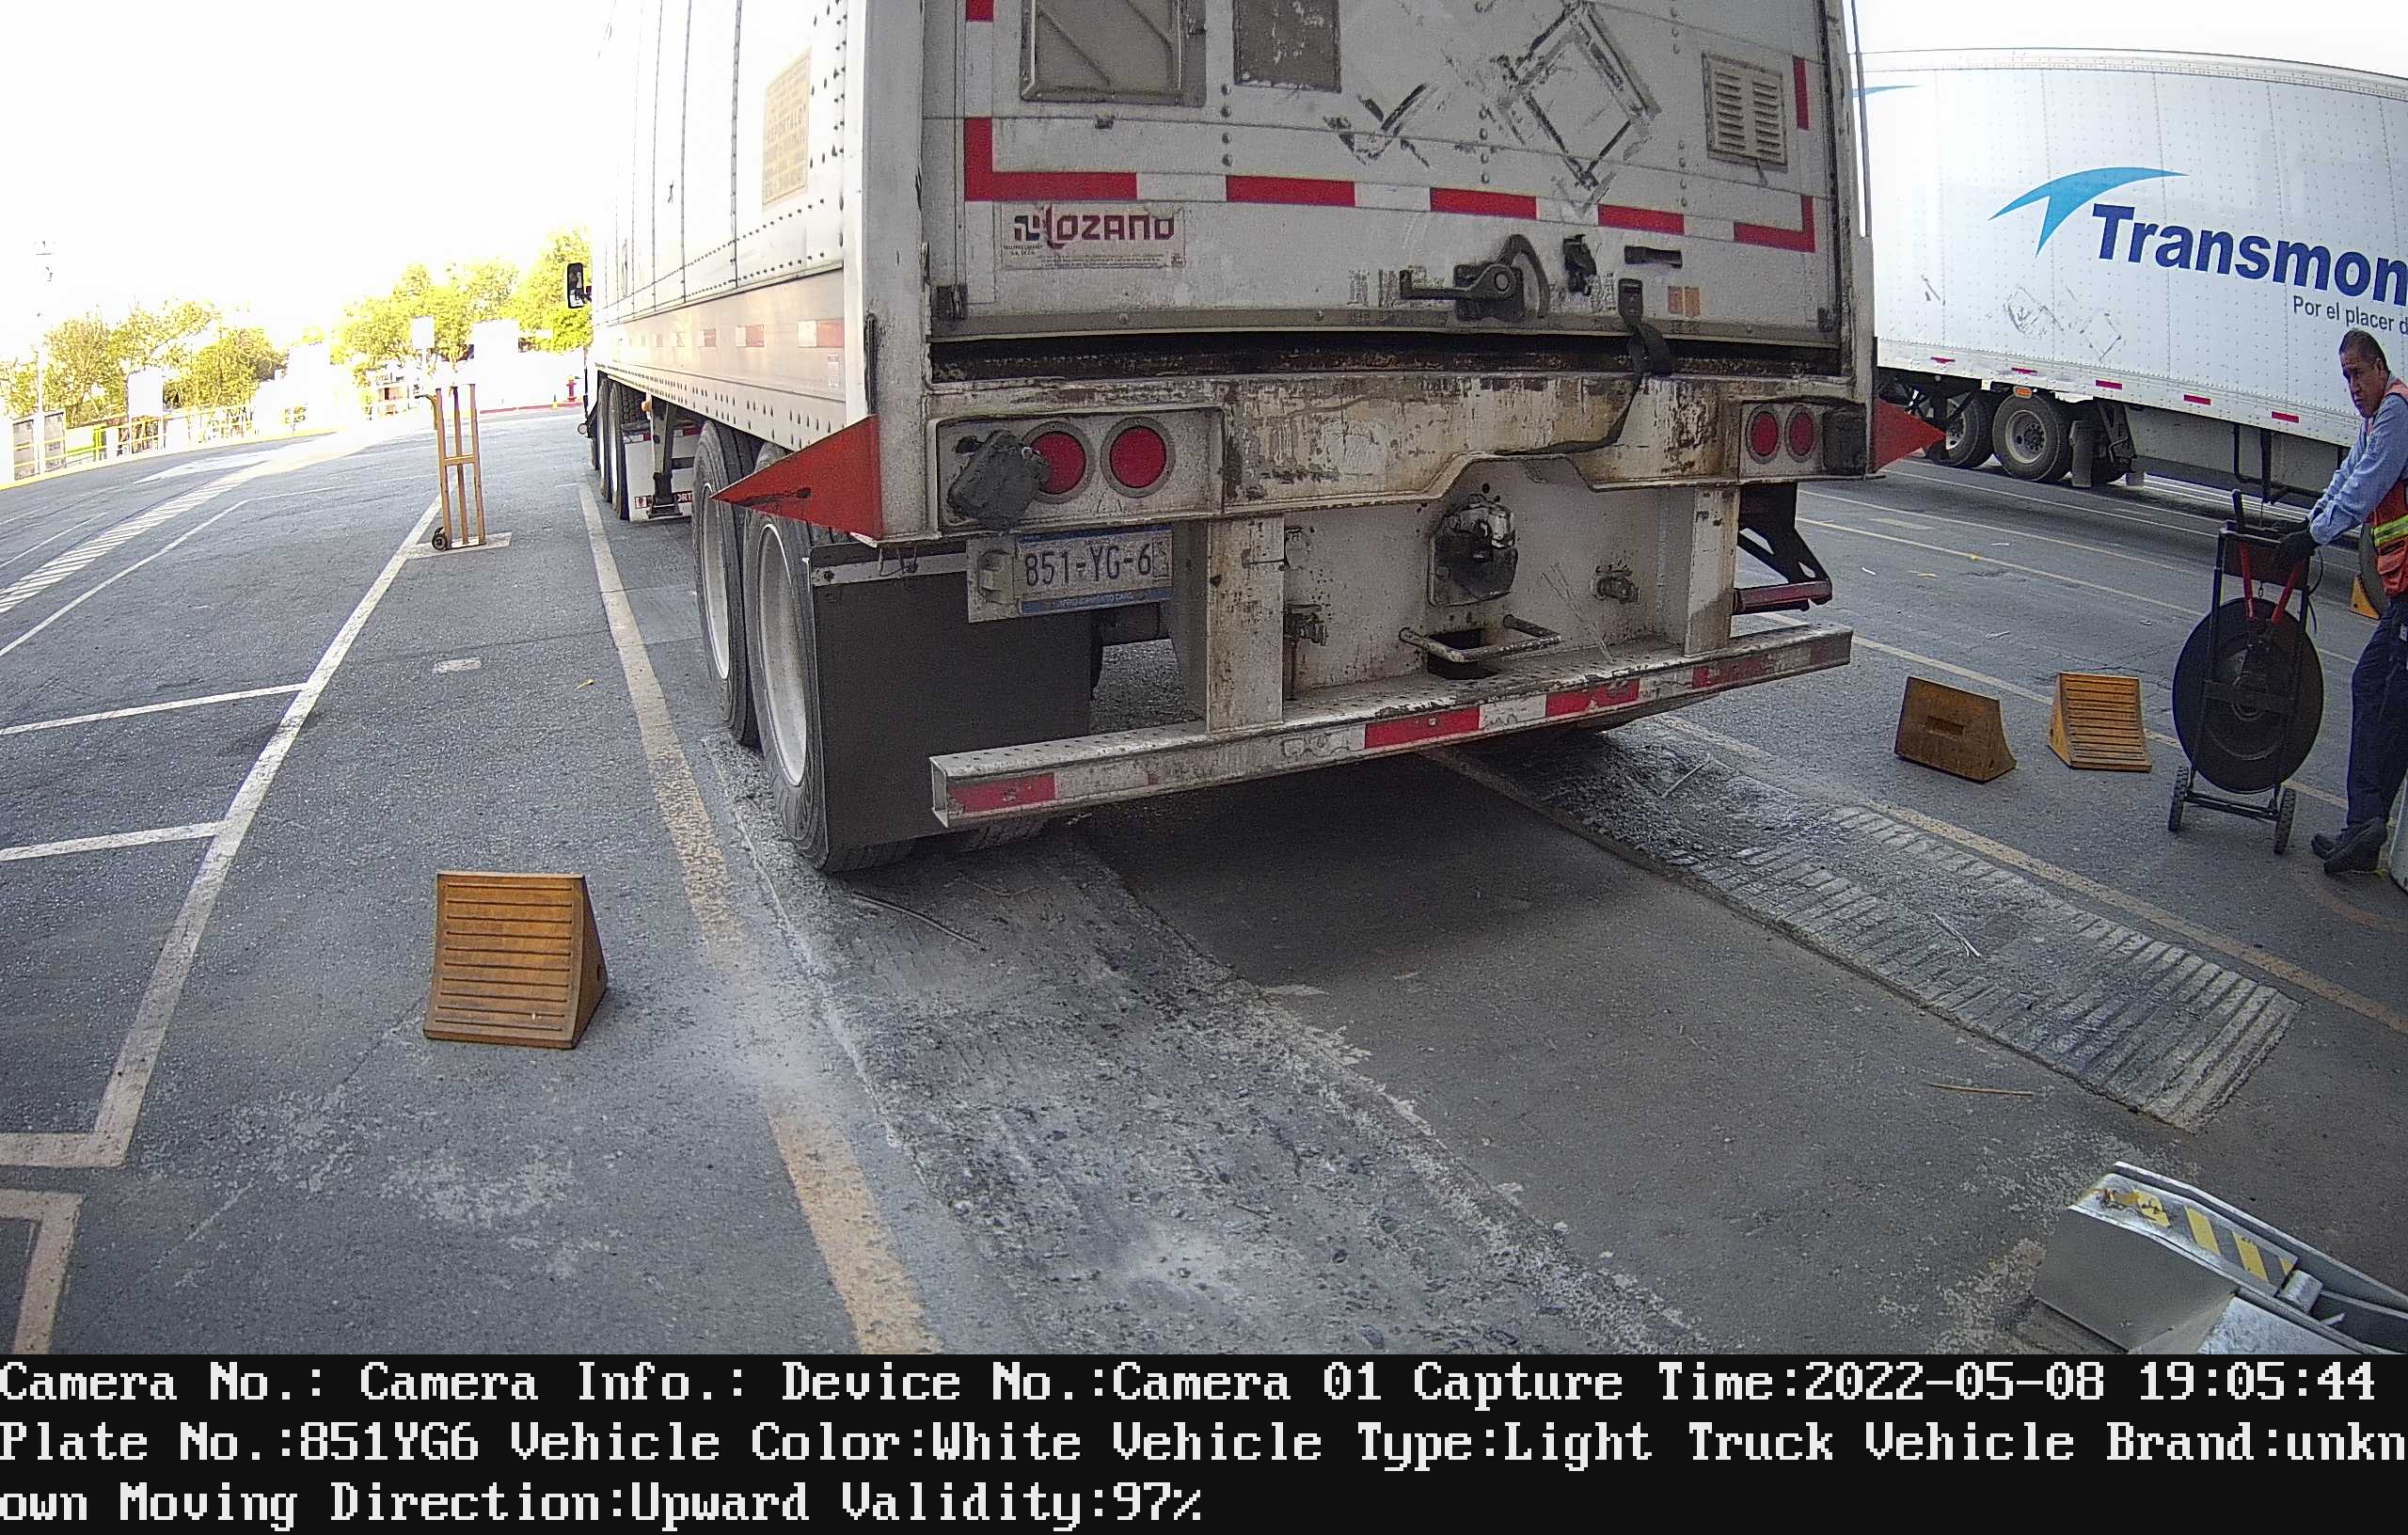 Transmon
Por el placer d
LOZANO
851-YG-6
Camera No.: Camera Info.: Device No.:Camera 01 Capture Time:2022-05-08 19:05:44
Plate No.:851YG6 Vehicle Color:White Vehicle Type:Light Truck Vehicle Brand:unkn
own Moving Direction:Upward Validity:97%